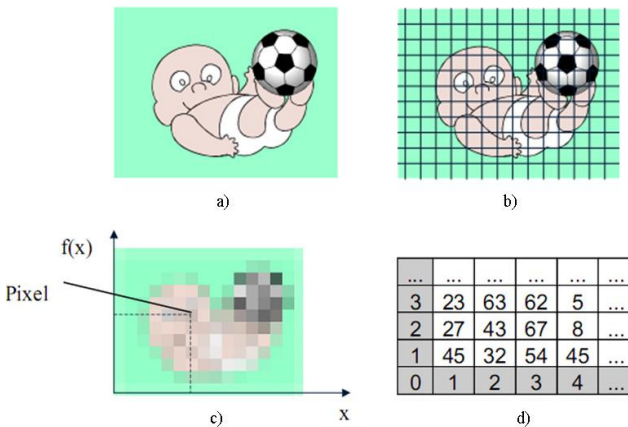 a)
b)
f(x)
Pixel
x
c)
... ... ... ... ... ...
3 23 63 62 5 ...
2 27 43 67 8 ...
1 45 32 54 45 ...
0 1 2 3 4 ...
d)